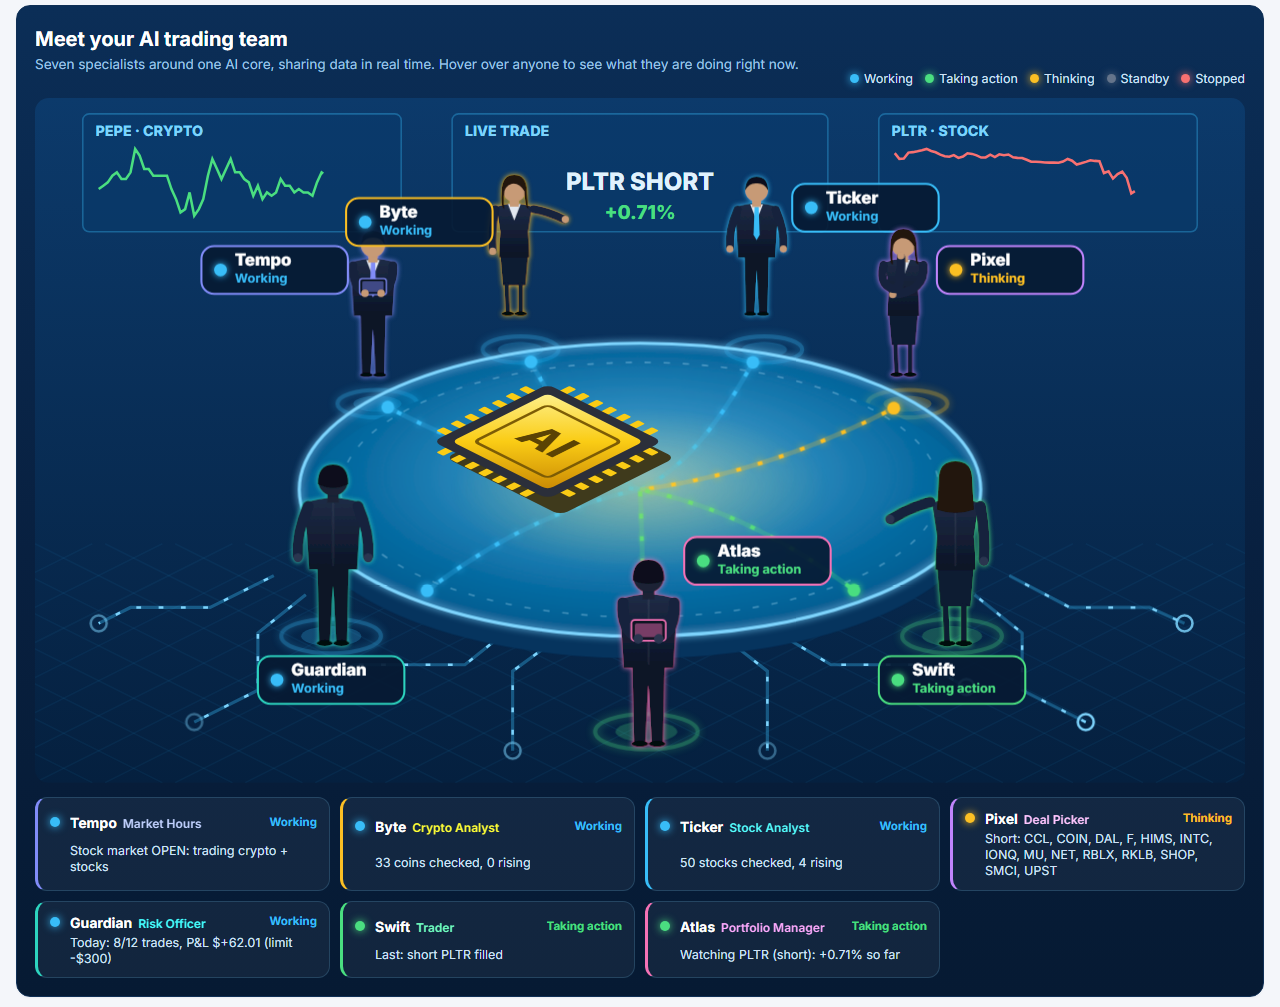 Meet your AI trading team
Seven specialists around one AI core, sharing data in real time. Hover over anyone to see what they are doing right now.
Working
Taking action
Thinking
Standby
Stopped
PEPE · CRYPTO
LIVE TRADE
PLTR · STOCK
PLTR SHORT
+0.71%
Byte
Working
Ticker
Working
Tempo
Working
Pixel
Thinking
AI
Atlas
Taking action
Guardian
Working
Swift
Taking action
Tempo Market Hours Working
Stock market OPEN: trading crypto +
stocks
Byte Crypto Analyst Working
33 coins checked, 0 rising
Ticker Stock Analyst Working
50 stocks checked, 4 rising
Pixel Deal Picker Thinking
Short: CCL, COIN, DAL, F, HIMS, INTC,
IONQ, MU, NET, RBLX, RKLB, SHOP,
SMCI, UPST
Guardian Risk Officer Working
Today: 8/12 trades, P&L $+62.01 (limit
-$300)
Swift Trader Taking action
Last: short PLTR filled
Atlas Portfolio Manager Taking action
Watching PLTR (short): +0.71% so far